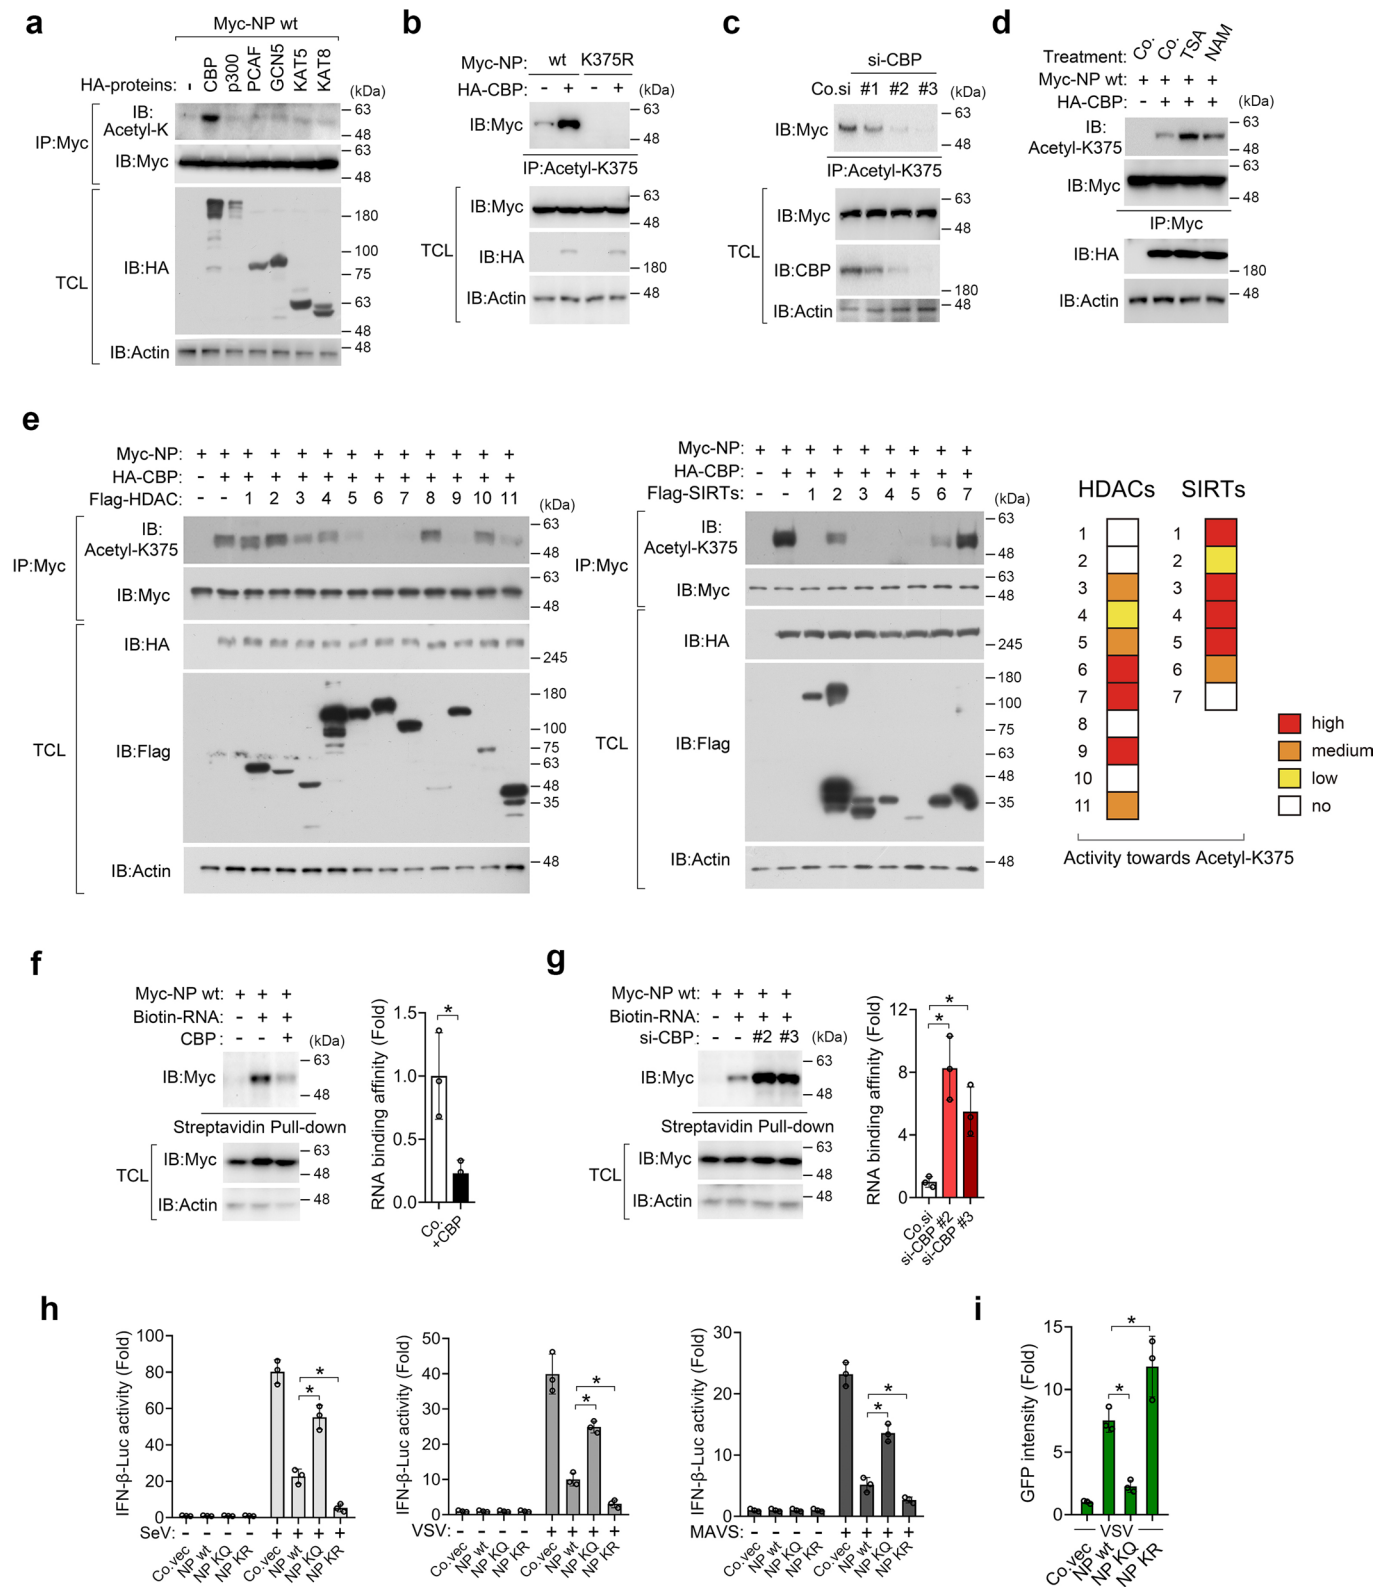 a
Myc-NP wt
HA-proteins: - CBP p300 PCAF GCN5 KAT5 KAT8
(kDa)
IP:Myc
IB:
Acetyl-K
63
48
IB:Myc
63
48
TCL
IB:HA
180
100
75
63
48
IB:Actin
48
b
Myc-NP: wt K375R
HA-CBP: - + - + (kDa)
IB:Myc
63
48
IP:Acetyl-K375
TCL
IB:Myc
63
48
IB:HA
180
IB:Actin
48
c
si-CBP
Co.si #1 #2 #3 (kDa)
IB:Myc
63
48
IP:Acetyl-K375
TCL
IB:Myc
63
48
IB:CBP
180
IB:Actin
48
d
Treatment: Co. Co. TSA NAM
Myc-NP wt: + + + +
HA-CBP: - + + + (kDa)
IB:
Acetyl-K375
63
48
IB:Myc
63
48
IP:Myc
IB:HA
180
IB:Actin
48
e
Myc-NP: + + + + + + + + + + + + +
HA-CBP: - + + + + + + + + + + + +
Flag-HDAC: - - 1 2 3 4 5 6 7 8 9 10 11
(kDa)
IP:Myc
IB:
Acetyl-K375
63
48
IB:Myc
63
48
TCL
IB:HA
245
IB:Flag
180
100
75
63
48
35
IB:Actin
48
Myc-NP: + + + + + + + + +
HA-CBP: - + + + + + + + +
Flag-SIRTs: - - 1 2 3 4 5 6 7
(kDa)
IP:Myc
IB:
Acetyl-K375
63
48
IB:Myc
63
48
TCL
IB:HA
245
IB:Flag
180
100
75
63
48
35
IB:Actin
48
HDACs SIRTs
1 1
2 2
3 3
4 4
5 5
6 6
7 7
8
9
10
11
high
medium
low
no
Activity towards Acetyl-K375
f
Myc-NP wt: + + +
Biotin-RNA: - + +
CBP: - - + (kDa)
IB:Myc
63
48
Streptavidin Pull-down
TCL
IB:Myc
63
48
IB:Actin
48
RNA binding affinity (Fold)
1.5
1.0
0.5
0.0
*
Co.
+CBP
g
Myc-NP wt: + + + +
Biotin-RNA: - + + +
si-CBP: - - #2 #3 (kDa)
IB:Myc
63
48
Streptavidin Pull-down
TCL
IB:Myc
63
48
IB:Actin
48
RNA binding affinity (Fold)
12
8
4
0
*
*
Co.si
si-CBP #2
si-CBP #3
h
IFN-β-Luc activity (Fold)
100
80
60
40
20
0
*
*
SeV: - - - - + + + +
Co.vec NP wt NP KQ NP KR Co.vec NP wt NP KQ NP KR
IFN-β-Luc activity (Fold)
50
40
30
20
10
0
*
*
VSV: - - - - + + + +
Co.vec NP wt NP KQ NP KR Co.vec NP wt NP KQ NP KR
IFN-β-Luc activity (Fold)
30
20
10
0
*
*
MAVS: - - - - + + + +
Co.vec NP wt NP KQ NP KR Co.vec NP wt NP KQ NP KR
i
GFP intensity (Fold)
15
10
5
0
*
*
VSV
Co.vec NP wt NP KQ NP KR